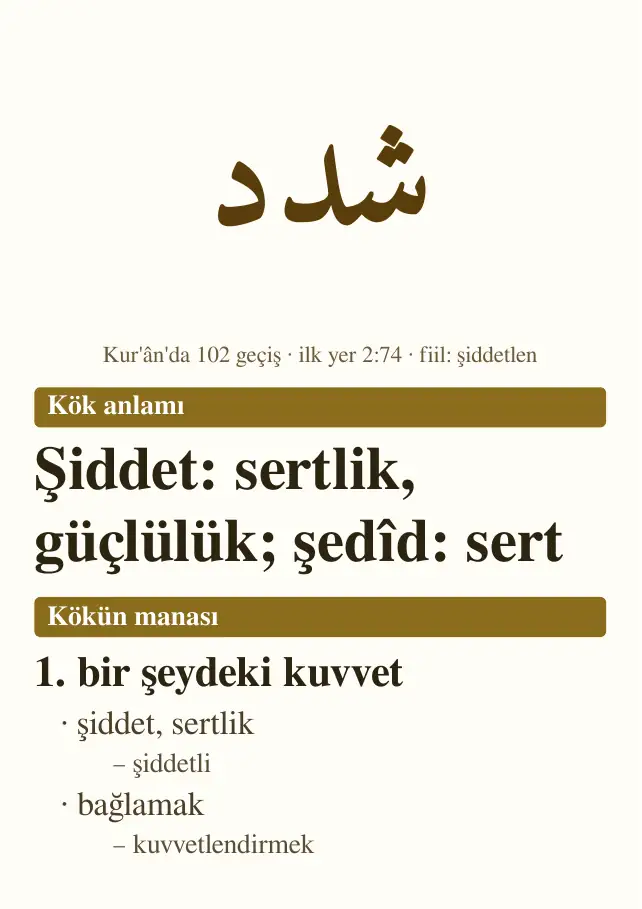 شد د
Kur'ân'da 102 geçiş · ilk yer 2:74 · fiil: şiddetlen
Kök anlamı
Şiddet: sertlik,
güçlülük; şedîd: sert
Kökün manası
1. bir şeydeki kuvvet
· şiddet, sertlik
– şiddetli
· bağlamak
– kuvvetlendirmek